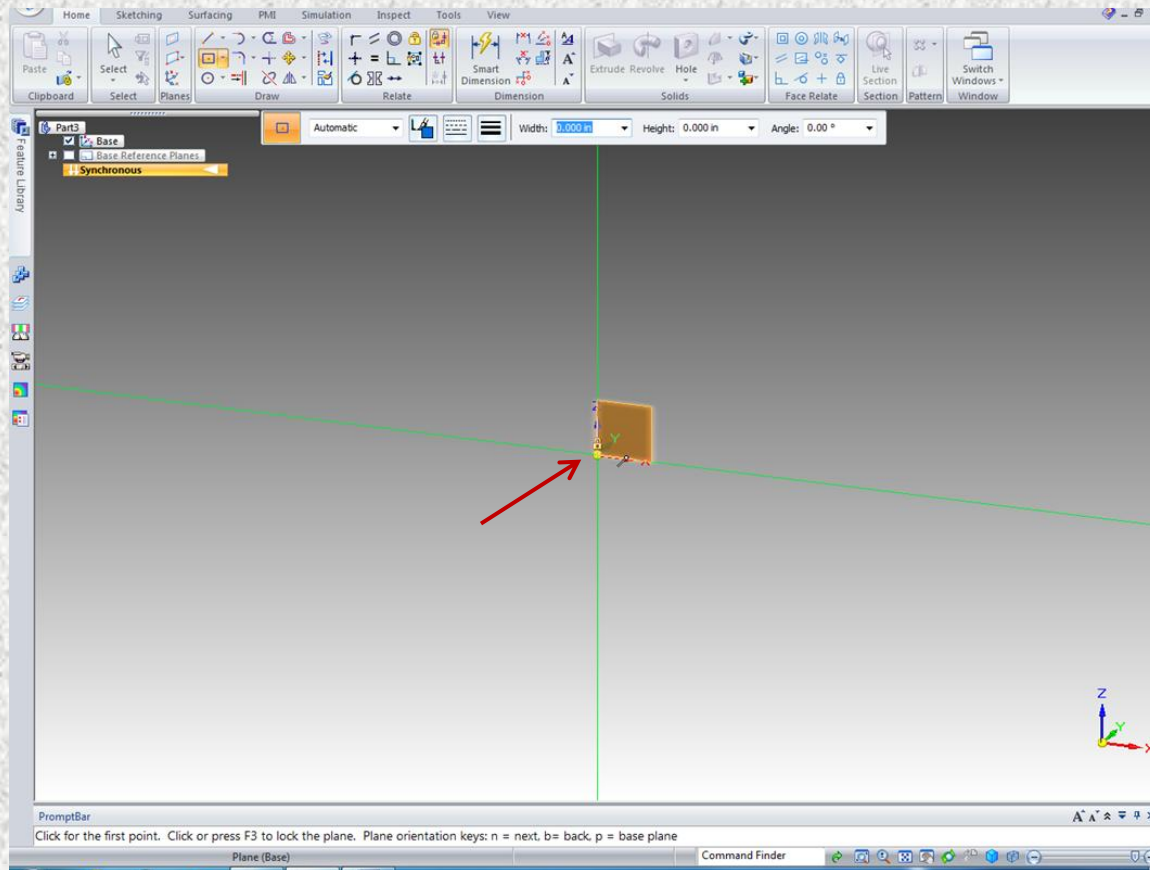 Home Sketching Surfacing PMI Simulation Inspect Tools View
Paste Select Smart Dimension Extrude Revolve Hole Live Section Switch Windows
Clipboard Select Planes Draw Relate Dimension Solids Face Relate Section Pattern Window
Part3 Automatic Width: 0.000 in Height: 0.000 in Angle: 0.00 °
Base
Base Reference Planes
Synchronous
Feature Library
Y
Z
Y
X
PromptBar
Click for the first point. Click or press F3 to lock the plane. Plane orientation keys: n = next, b= back, p = base plane
Plane (Base) Command Finder